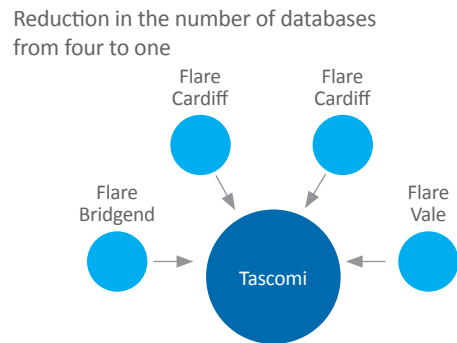 Reduction in the number of databases
from four to one
Flare
Cardiff
Flare
Cardiff
Flare
Bridgend
Flare
Vale
Tascomi